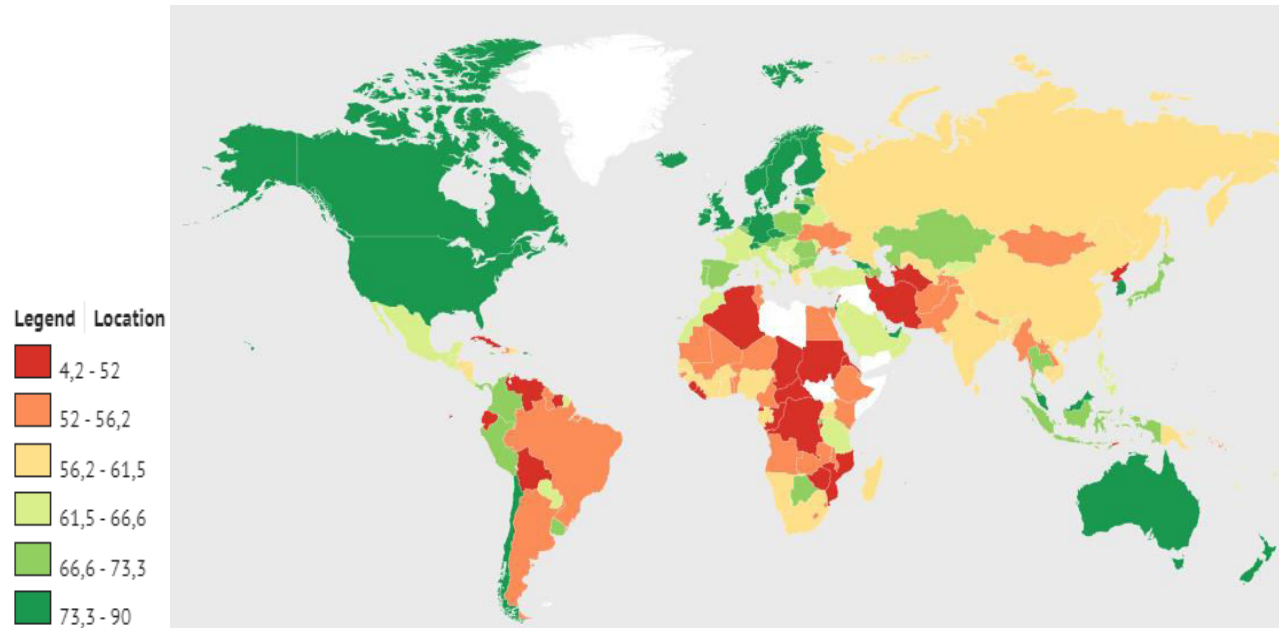 Legend Location
4,2 - 52
52 - 56,2
56,2 - 61,5
61,5 - 66,6
66,6 - 73,3
73,3 - 90